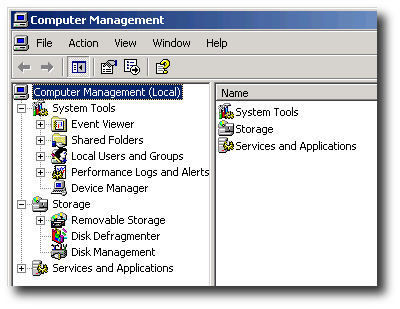 Computer Management
File Action View Window Help
Computer Management (Local)
System Tools
Event Viewer
Shared Folders
Local Users and Groups
Performance Logs and Alerts
Device Manager
Storage
Removable Storage
Disk Defragmenter
Disk Management
Services and Applications
Name
System Tools
Storage
Services and Applications